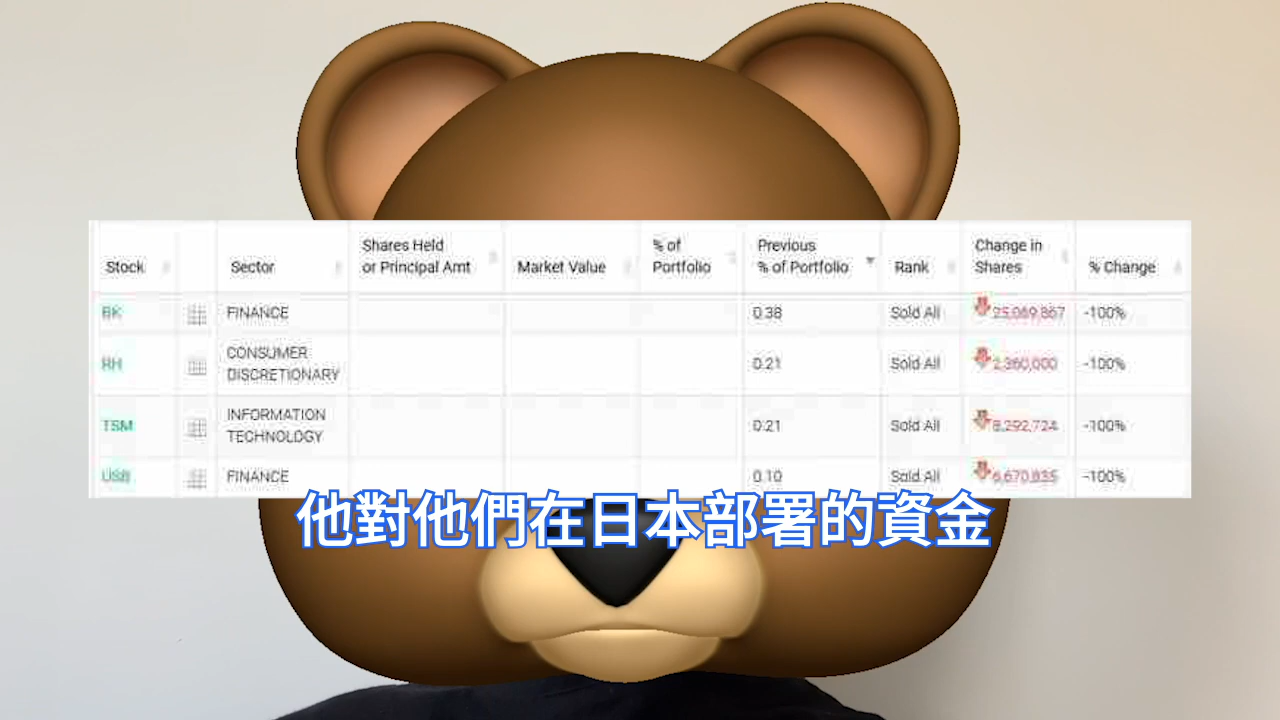 Stock Sector Shares Held or Principal Amt Market Value % of Portfolio Previous % of Portfolio Rank Change in Shares % Change
BK FINANCE 0.38 Sold All 25,069,867 -100%
RH CONSUMER DISCRETIONARY 0.21 Sold All 2,360,000 -100%
TSM INFORMATION TECHNOLOGY 0.21 Sold All 8,292,724 -100%
USB FINANCE 0.10 Sold All 6,670,835 -100%
他對他們在日本部署的資金